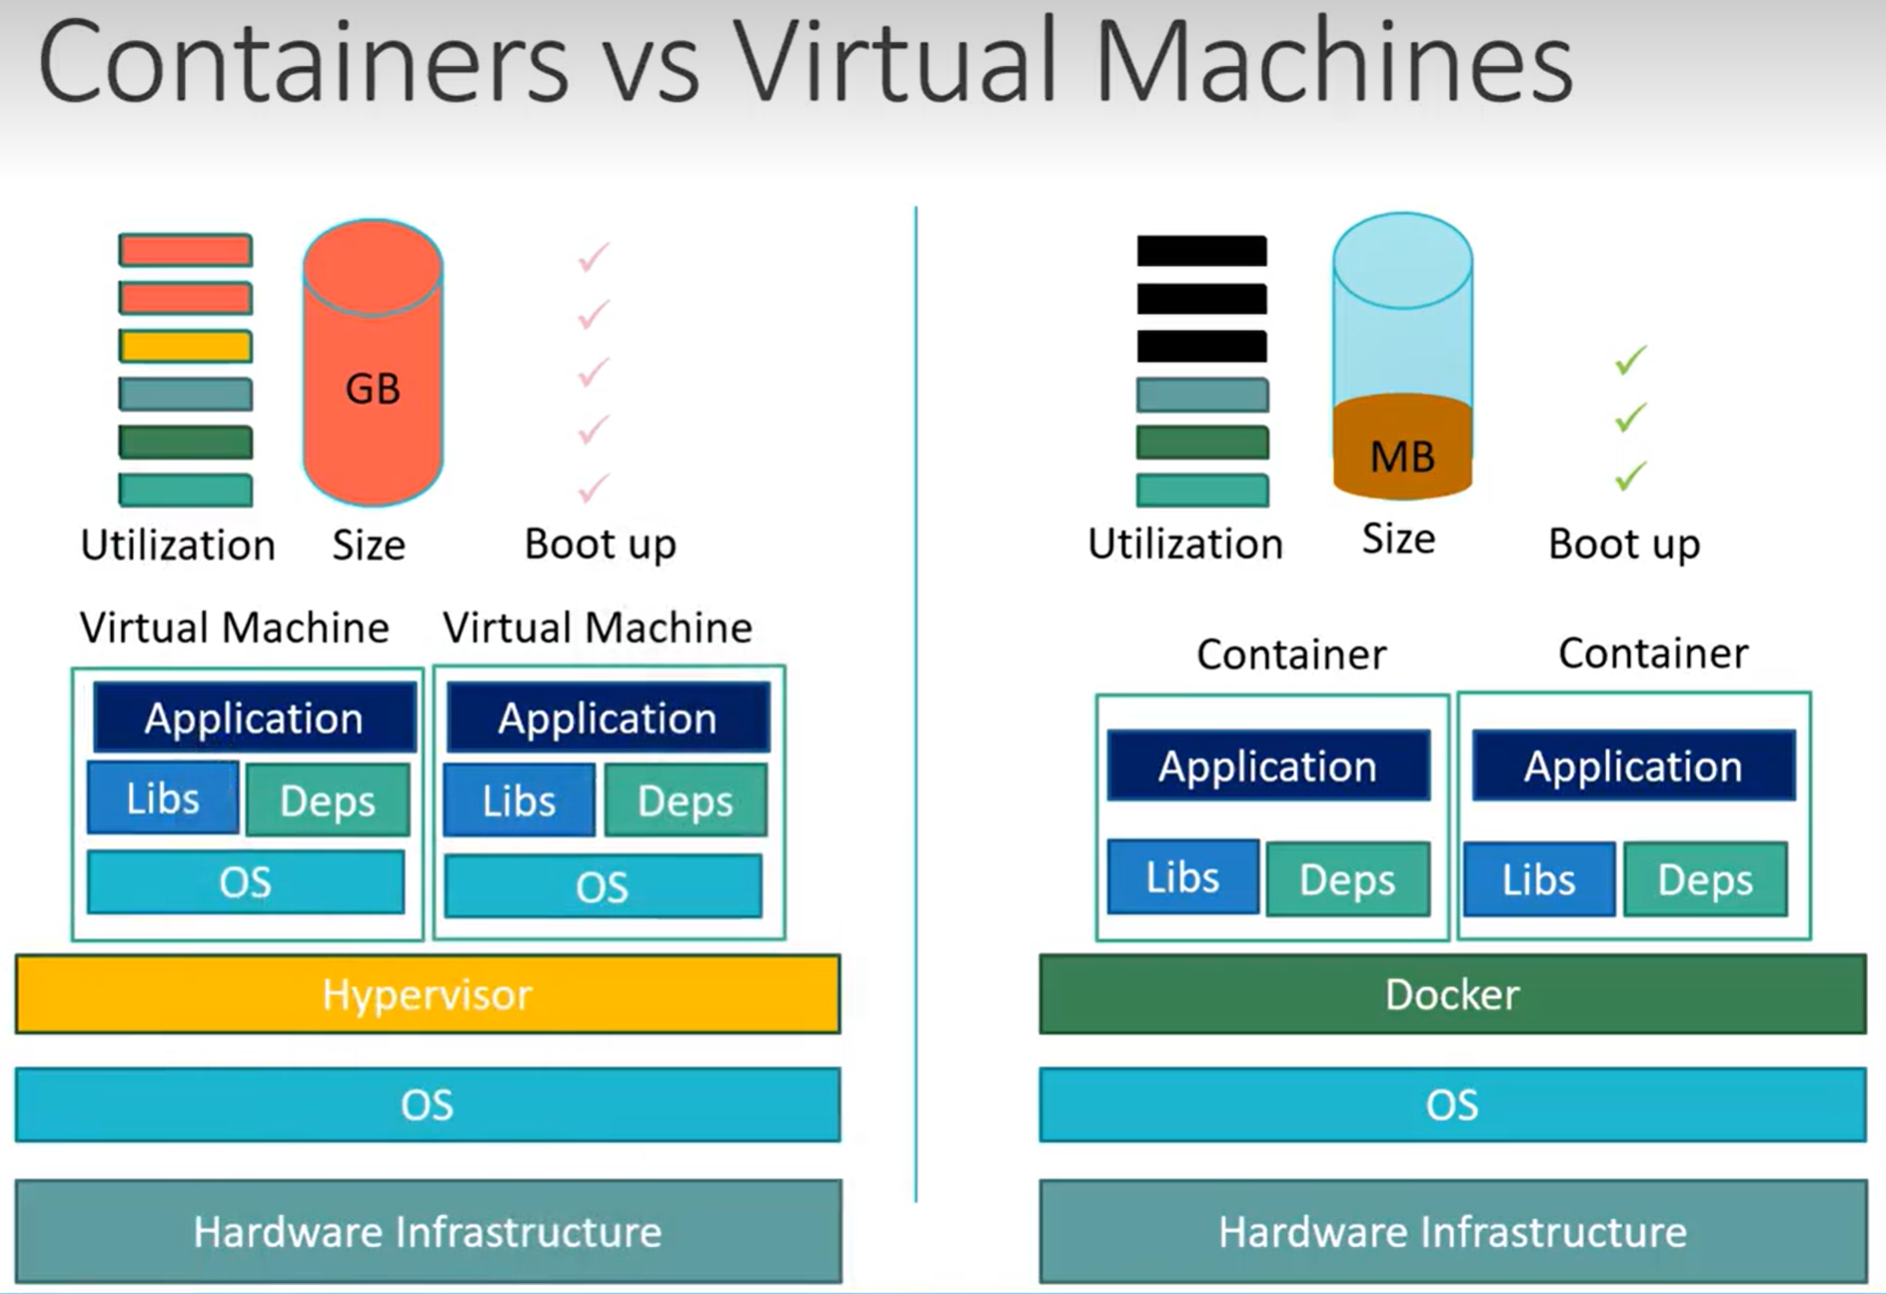 Containers vs Virtual Machines
GB
Utilization Size Boot up
Virtual Machine Virtual Machine
Application Application
Libs Deps Libs Deps
OS OS
Hypervisor
OS
Hardware Infrastructure
MB
Utilization Size Boot up
Container Container
Application Application
Libs Deps Libs Deps
Docker
OS
Hardware Infrastructure